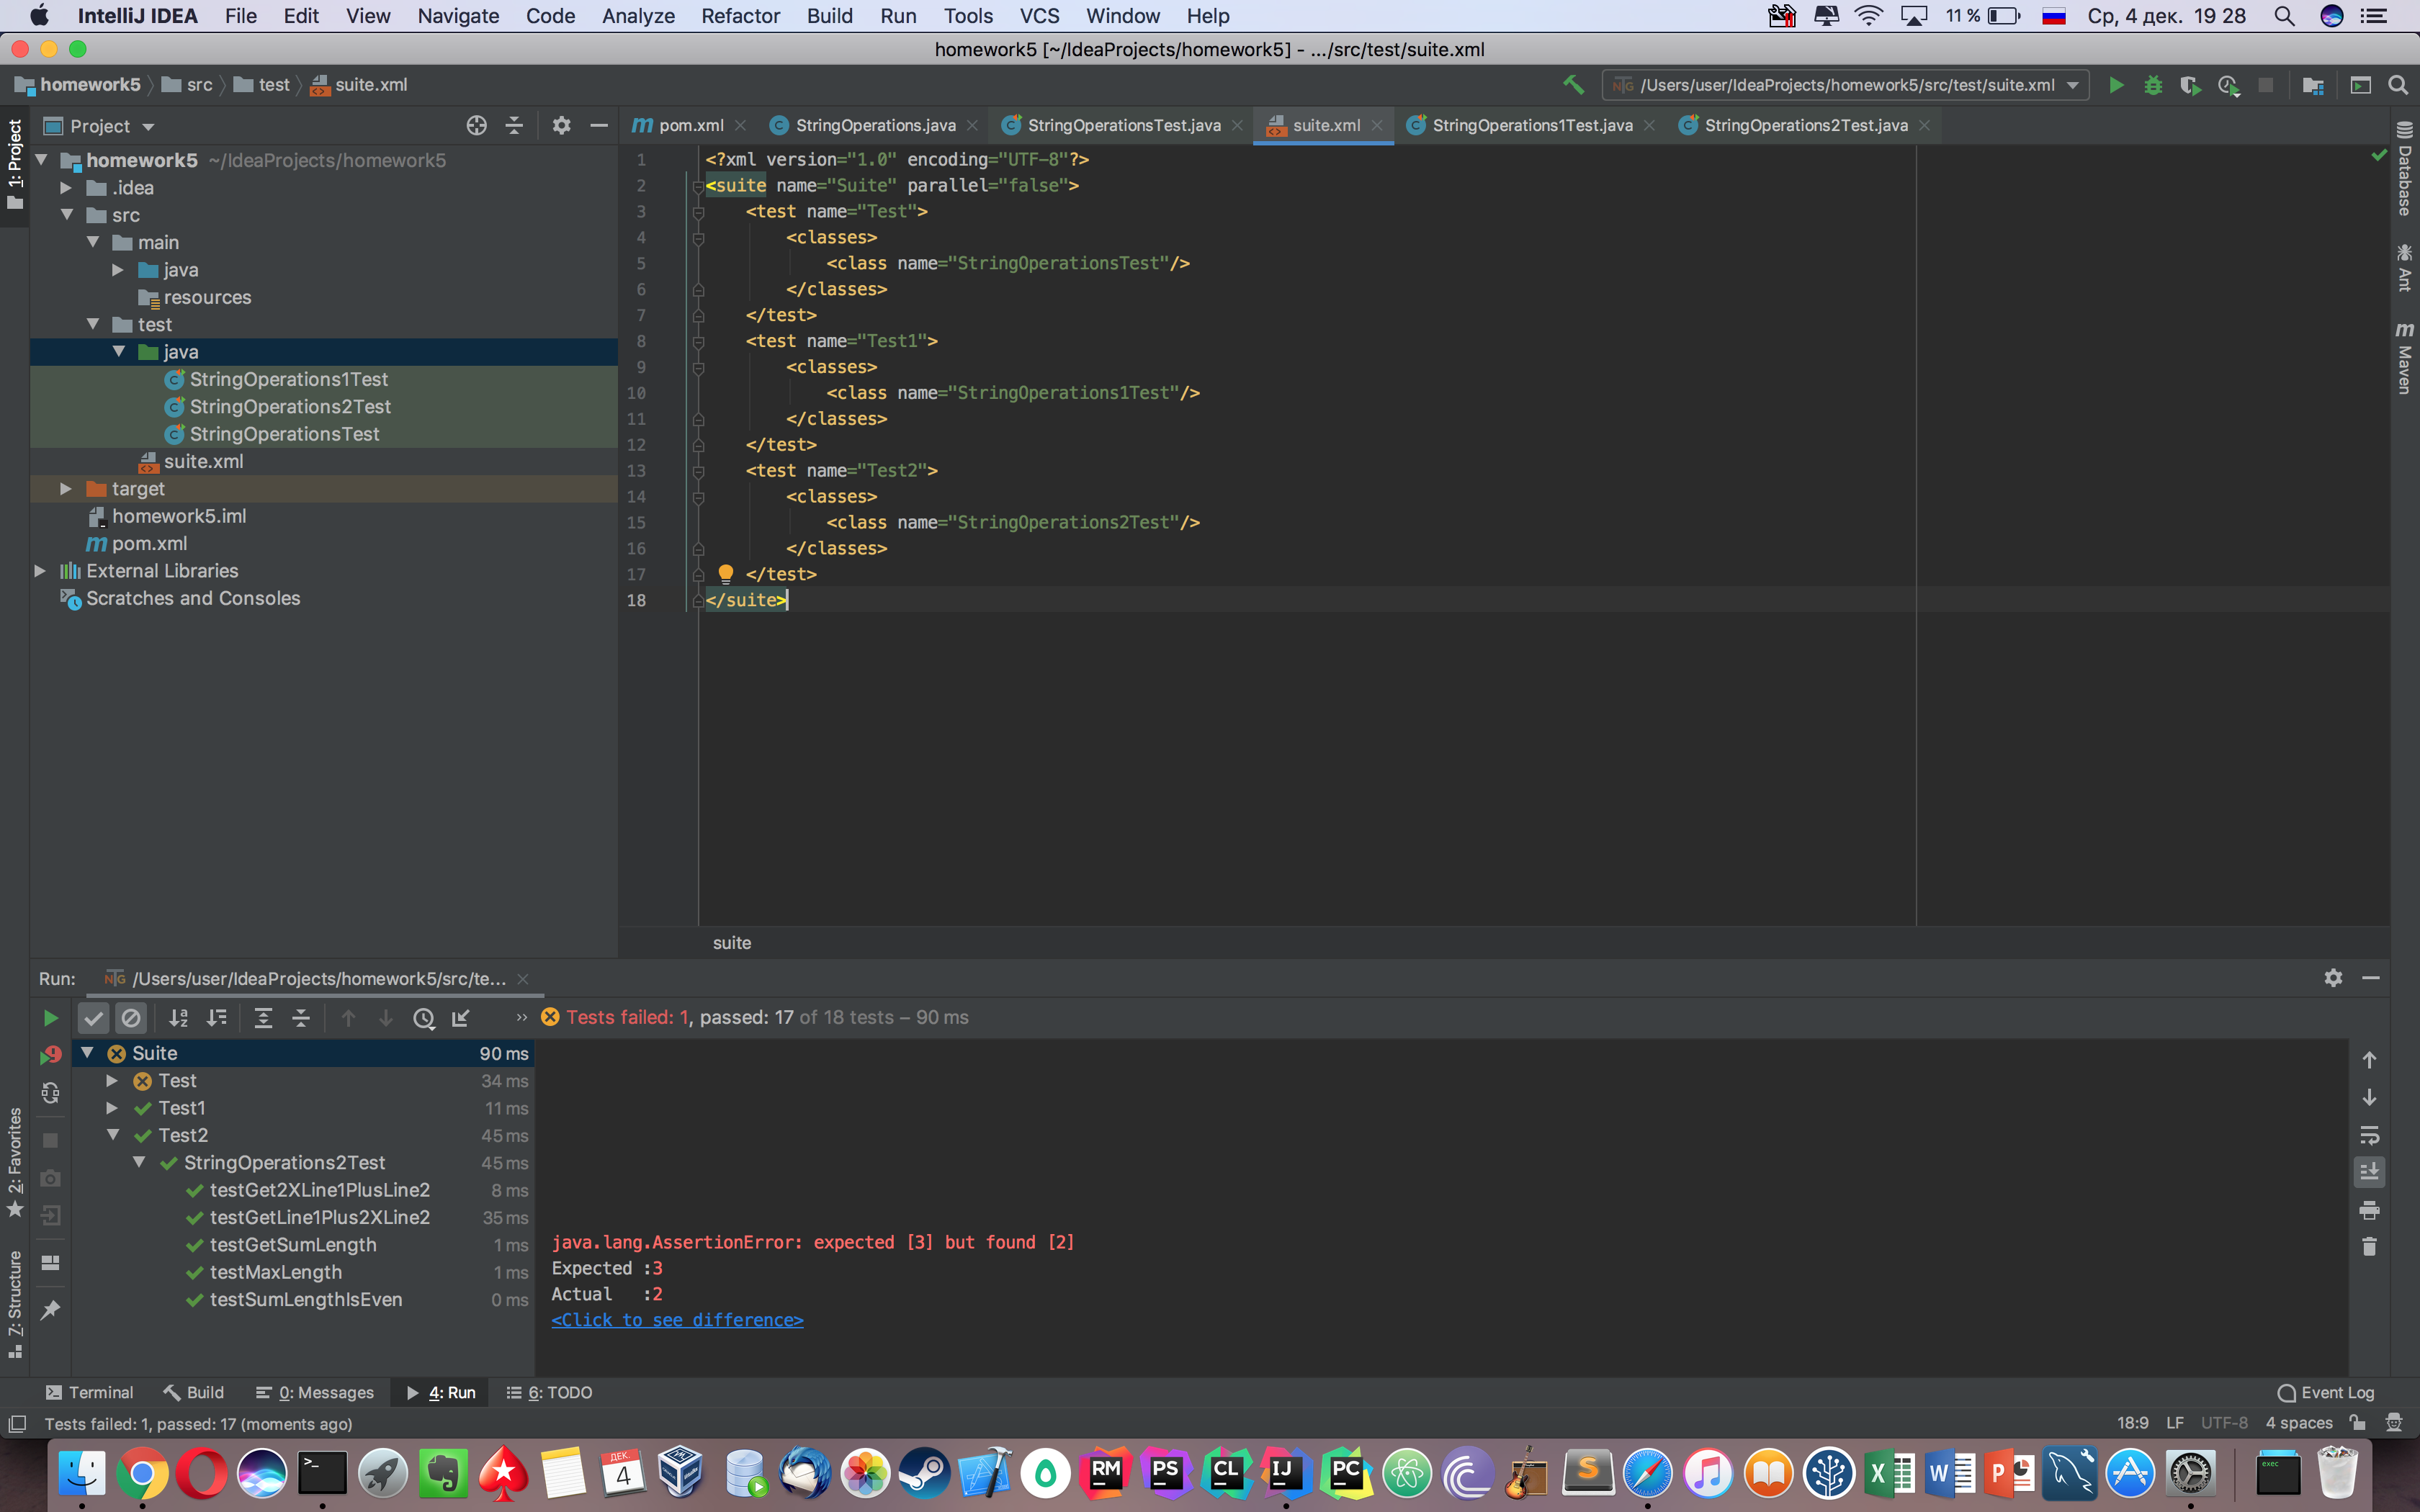 IntelliJ IDEA File Edit View Navigate Code Analyze Refactor Build Run Tools VCS Window Help 11 % Ср, 4 дек. 19 28
homework5 [~/IdeaProjects/homework5] - .../src/test/suite.xml
homework5 src test suite.xml NTG /Users/user/IdeaProjects/homework5/src/test/suite.xml
Project
pom.xml StringOperations.java StringOperationsTest.java suite.xml StringOperations1Test.java StringOperations2Test.java
1: Project
homework5 ~/IdeaProjects/homework5
.idea
src
main
java
resources
test
java
StringOperations1Test
StringOperations2Test
StringOperationsTest
suite.xml
target
homework5.iml
pom.xml
External Libraries
Scratches and Consoles
1 <?xml version="1.0" encoding="UTF-8"?>
2 <suite name="Suite" parallel="false">
3 <test name="Test">
4 <classes>
5 <class name="StringOperationsTest"/>
6 </classes>
7 </test>
8 <test name="Test1">
9 <classes>
10 <class name="StringOperations1Test"/>
11 </classes>
12 </test>
13 <test name="Test2">
14 <classes>
15 <class name="StringOperations2Test"/>
16 </classes>
17 </test>
18 </suite>
suite
Database
Ant
Maven
Run: NTG /Users/user/IdeaProjects/homework5/src/te...
Tests failed: 1, passed: 17 of 18 tests – 90 ms
Suite 90 ms
Test 34 ms
Test1 11 ms
Test2 45 ms
StringOperations2Test 45 ms
testGet2XLine1PlusLine2 8 ms
testGetLine1Plus2XLine2 35 ms
testGetSumLength 1 ms
testMaxLength 1 ms
testSumLengthIsEven 0 ms
java.lang.AssertionError: expected [3] but found [2]
Expected :3
Actual :2
<Click to see difference>
2: Favorites
7: Structure
Terminal Build 0: Messages 4: Run 6: TODO Event Log
Tests failed: 1, passed: 17 (moments ago) 18:9 LF UTF-8 4 spaces
ДЕК.
4
RM PS CL IJ PC S X W P exec